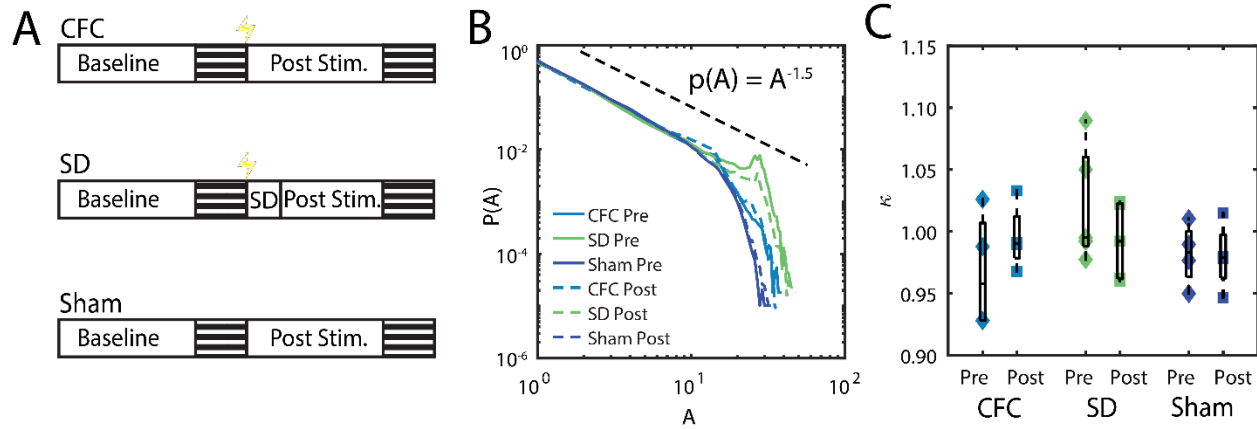 A
CFC
Baseline
Post Stim.
SD
Baseline
SD
Post Stim.
Sham
Baseline
Post Stim.
B
p(A) = A^-1.5
10^0
10^-2
10^-4
10^-6
P(A)
CFC Pre
SD Pre
Sham Pre
CFC Post
SD Post
Sham Post
10^0 10^1 10^2
A
C
1.15
1.10
1.05
1.00
0.95
0.90
κ
Pre Post Pre Post Pre Post
CFC SD Sham